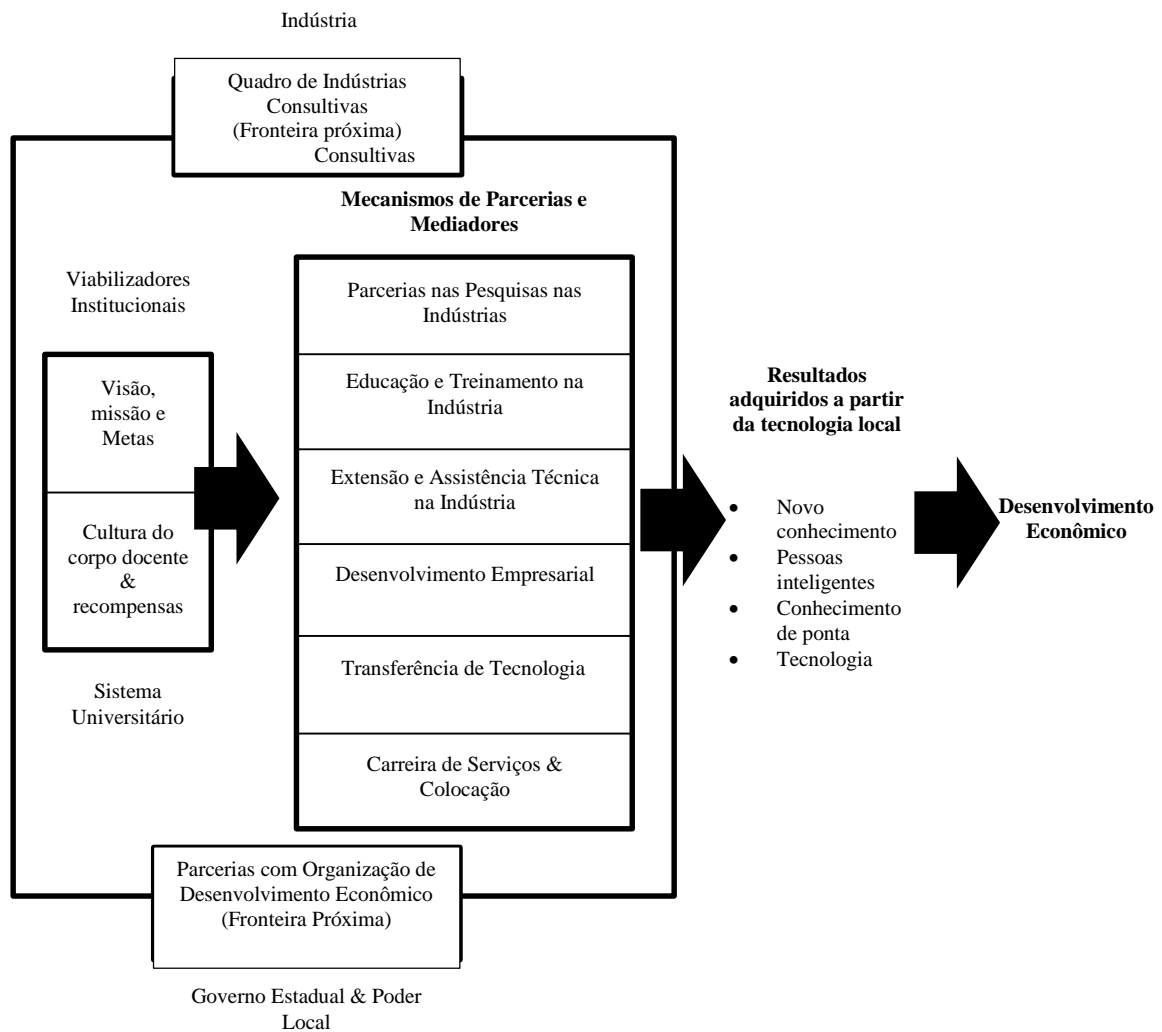 Indústria
Quadro de Indústrias
Consultivas
(Fronteira próxima)
Consultivas
Mecanismos de Parcerias e
Mediadores
Viabilizadores
Institucionais
Visão,
missão e
Metas
Cultura do
corpo docente
&
recompensas
Sistema
Universitário
Parcerias nas Pesquisas nas
Indústrias
Educação e Treinamento na
Indústria
Extensão e Assistência Técnica
na Indústria
Desenvolvimento Empresarial
Transferência de Tecnologia
Carreira de Serviços &
Colocação
Resultados
adquiridos a partir
da tecnologia local
• Novo
conhecimento
• Pessoas
inteligentes
• Conhecimento
de ponta
• Tecnologia
Desenvolvimento
Econômico
Parcerias com Organização de
Desenvolvimento Econômico
(Fronteira Próxima)
Governo Estadual & Poder
Local